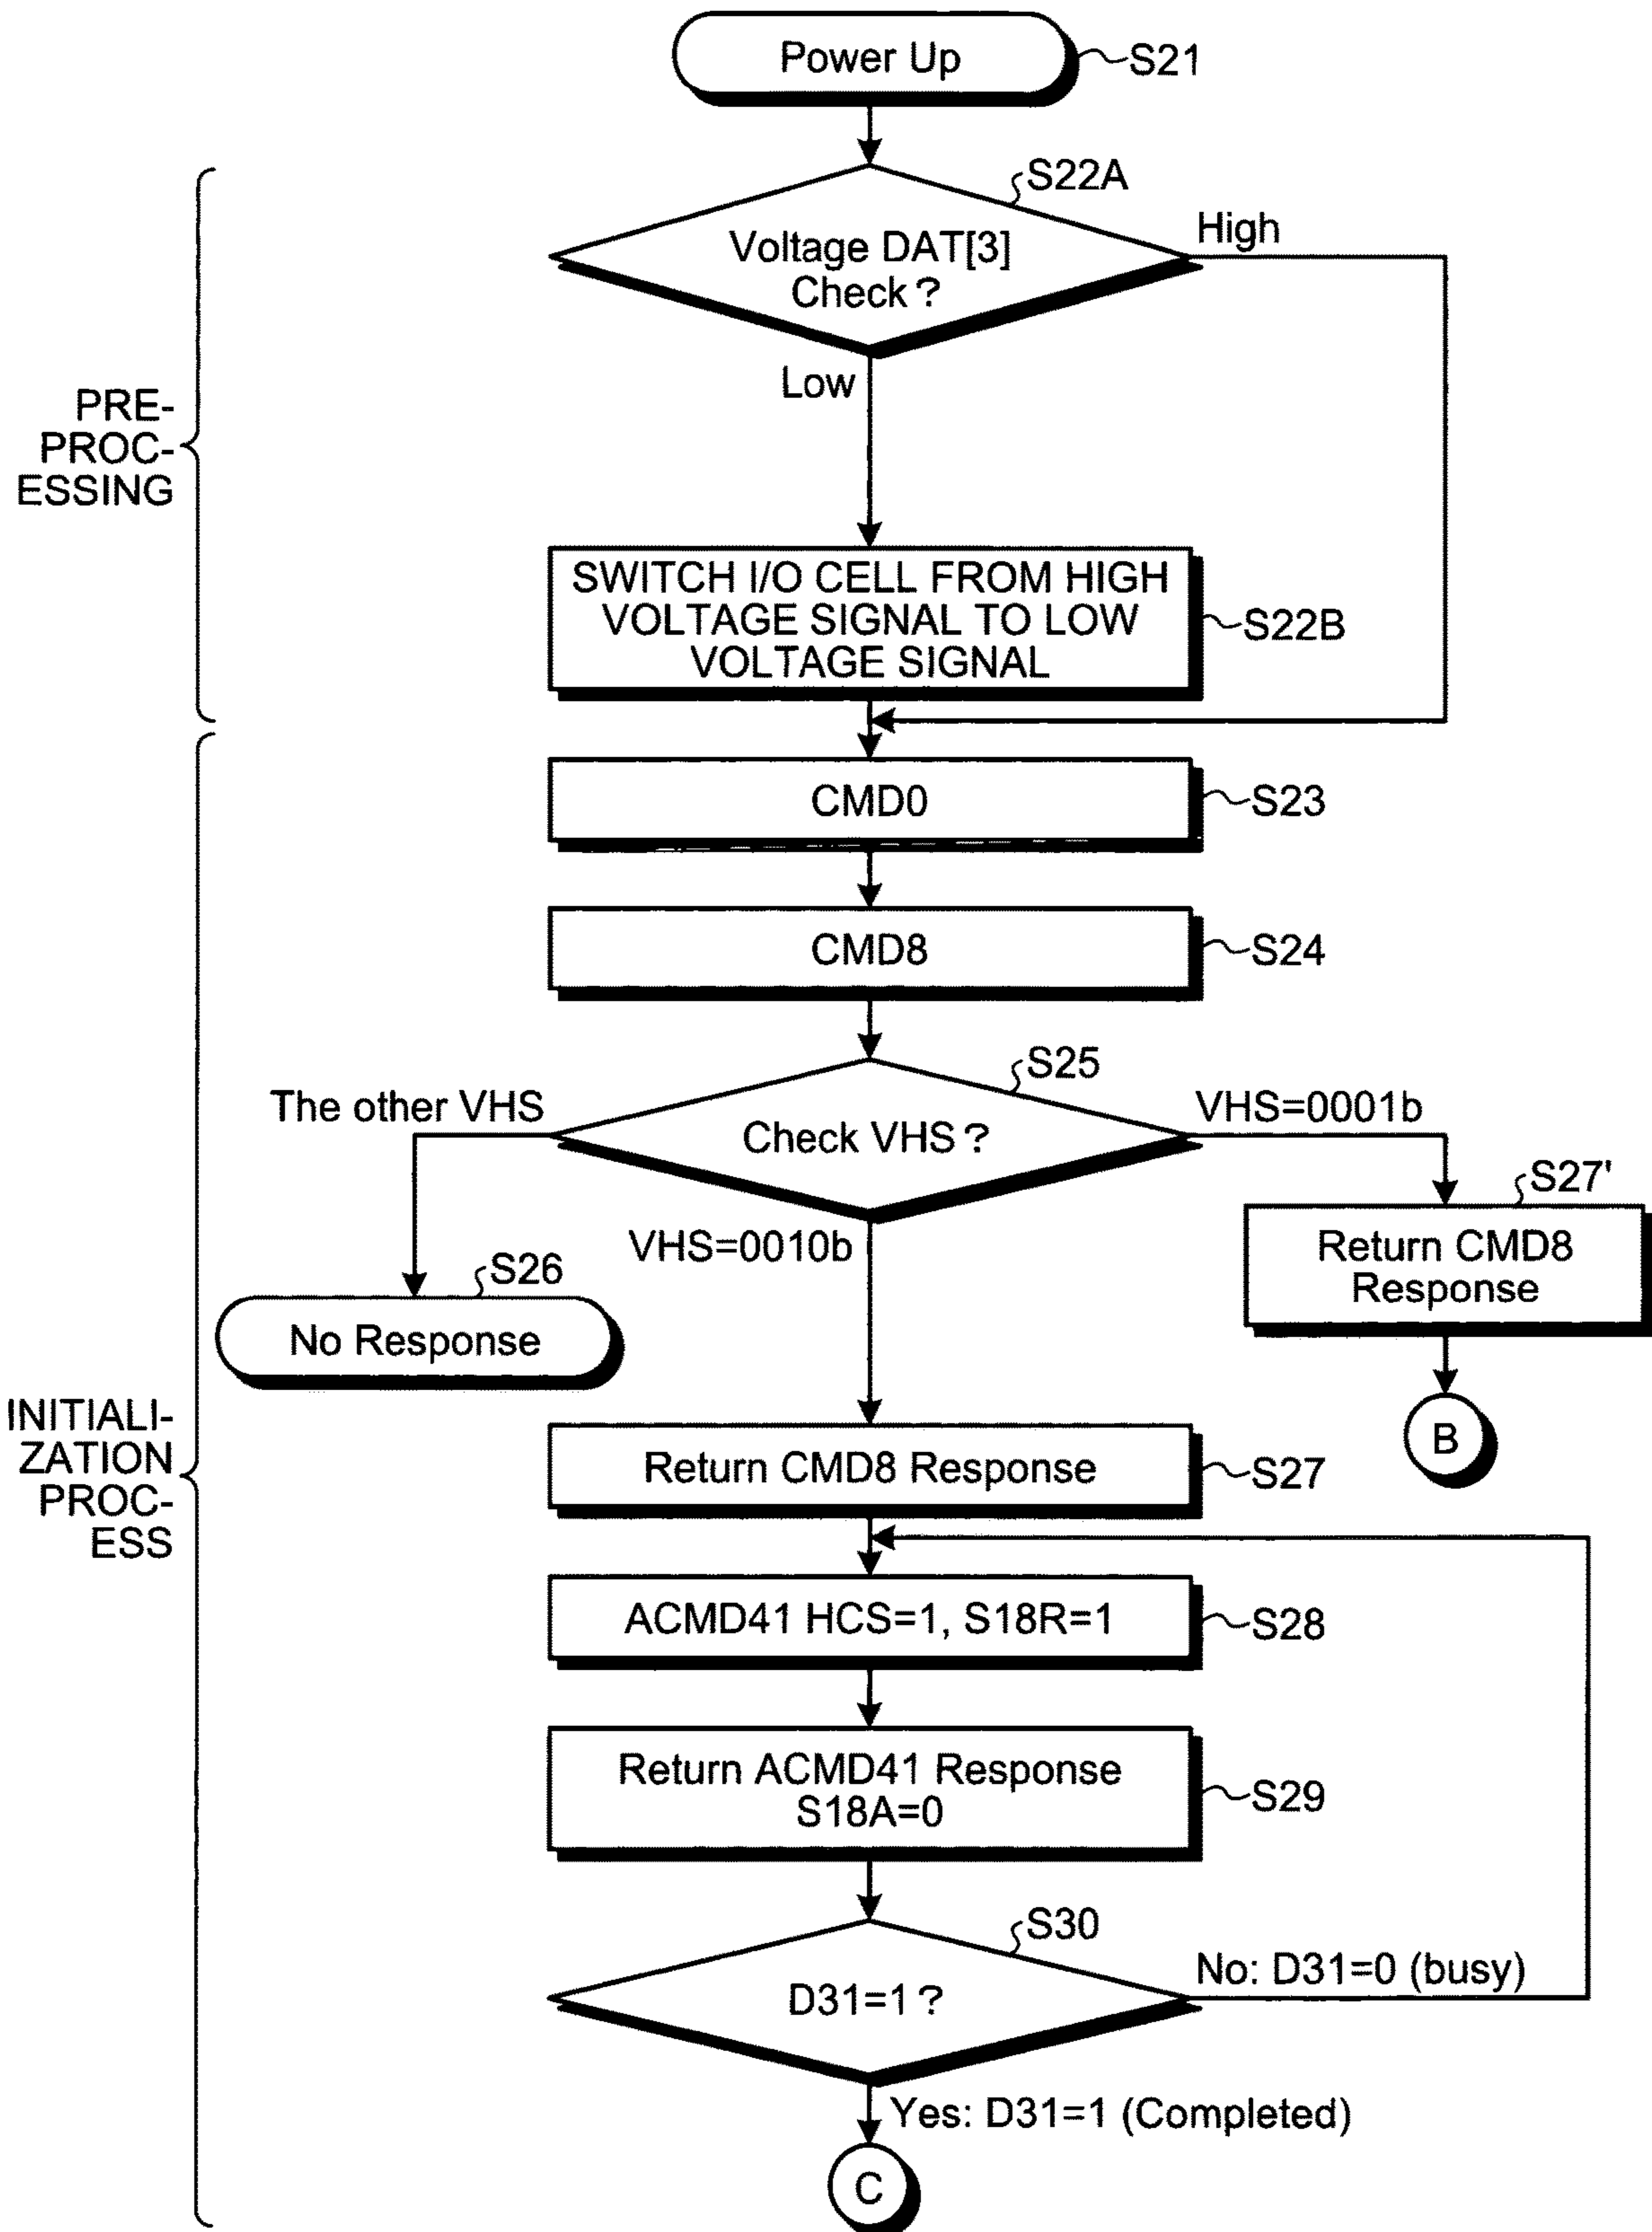 Power Up
S21
S22A
Voltage DAT[3]
Check?
High
Low
PRE-
PROC-
ESSING
SWITCH I/O CELL FROM HIGH
VOLTAGE SIGNAL TO LOW
VOLTAGE SIGNAL
S22B
CMD0
S23
CMD8
S24
S25
The other VHS
Check VHS?
VHS=0001b
VHS=0010b
S26
No Response
S27'
Return CMD8
Response
B
INITIALI-
ZATION
PROC-
ESS
Return CMD8 Response
S27
ACMD41 HCS=1, S18R=1
S28
Return ACMD41 Response
S18A=0
S29
S30
D31=1?
No: D31=0 (busy)
Yes: D31=1 (Completed)
C